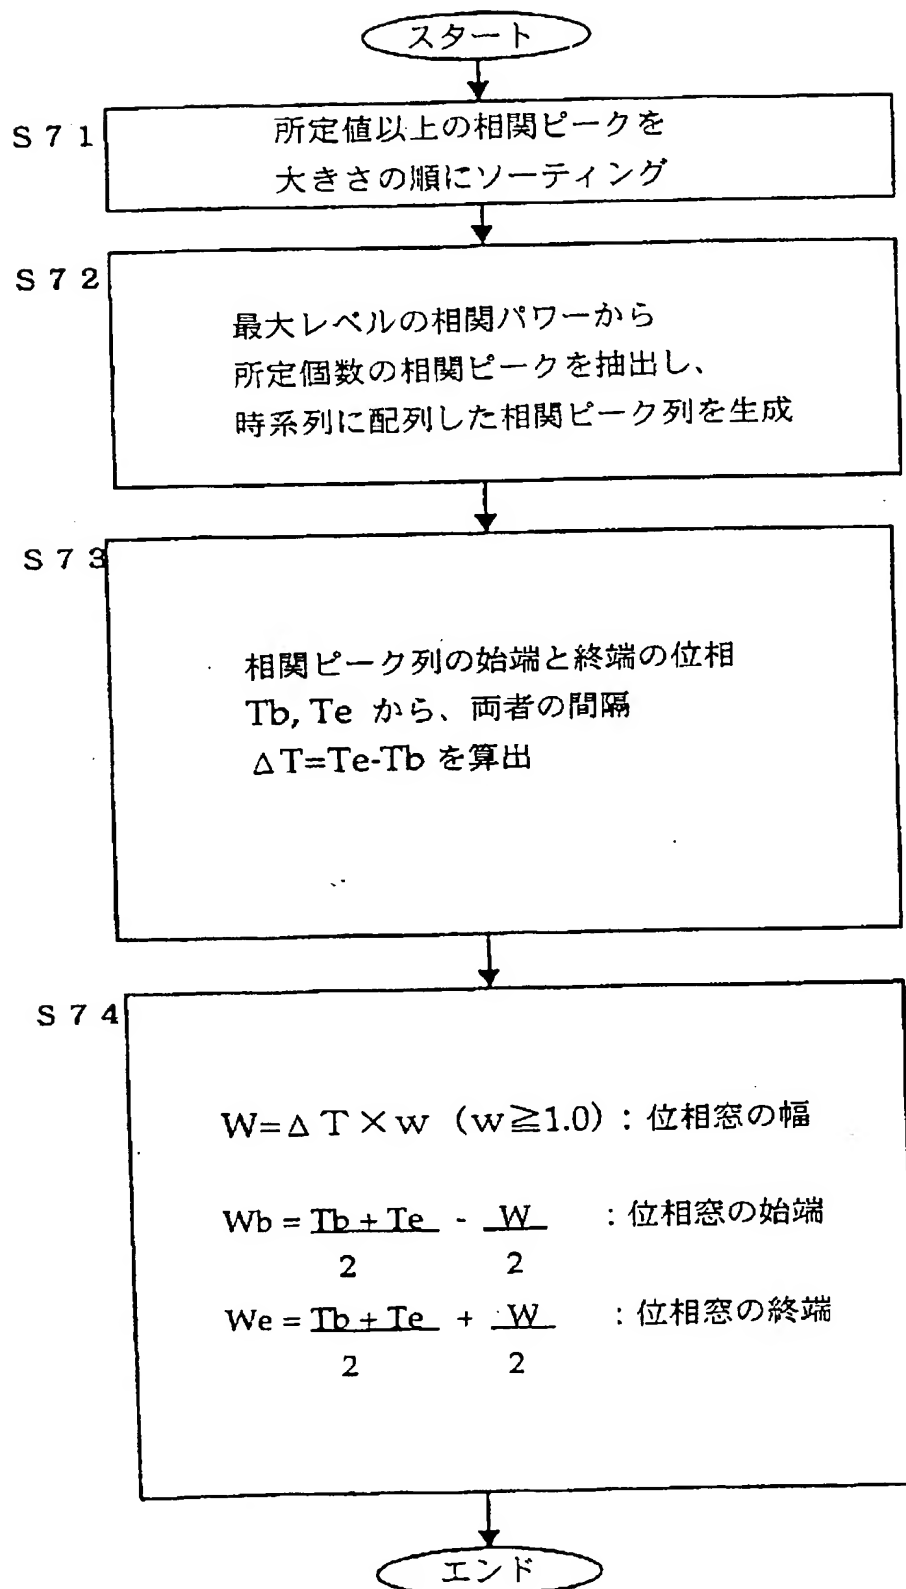 スタート
S71
所定値以上の相関ピークを
大きさの順にソーティング
S72
最大レベルの相関パワーから
所定個数の相関ピークを抽出し、
時系列に配列した相関ピーク列を生成
S73
相関ピーク列の始端と終端の位相
Tb, Te から、両者の間隔
ΔT=Te-Tb を算出
S74
W=ΔT×w (w≧1.0) : 位相窓の幅
Wb = Tb + Te - W : 位相窓の始端
2 2
We = Tb + Te + W : 位相窓の終端
2 2
エンド